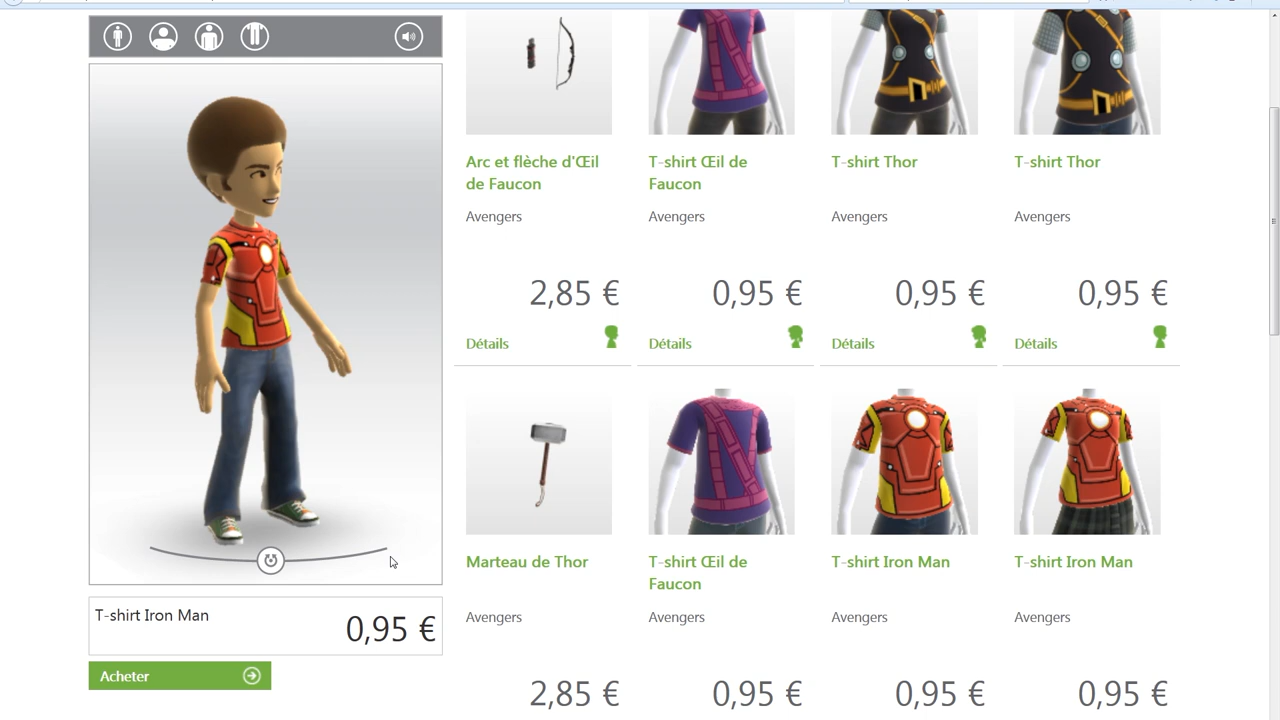 Arc et flèche d'Œil
de Faucon
Avengers
2,85 €
Détails
T-shirt Œil de
Faucon
Avengers
0,95 €
Détails
T-shirt Thor
Avengers
0,95 €
Détails
T-shirt Thor
Avengers
0,95 €
Détails
Marteau de Thor
Avengers
2,85 €
T-shirt Œil de
Faucon
Avengers
0,95 €
T-shirt Iron Man
Avengers
0,95 €
T-shirt Iron Man
Avengers
0,95 €
T-shirt Iron Man
0,95 €
Acheter